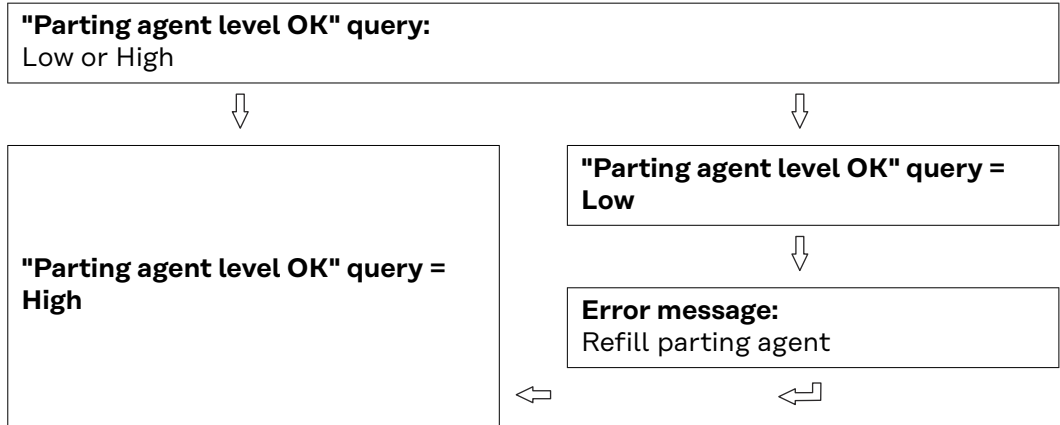 "Parting agent level OK" query:
Low or High
"Parting agent level OK" query =
High
"Parting agent level OK" query =
Low
Error message:
Refill parting agent